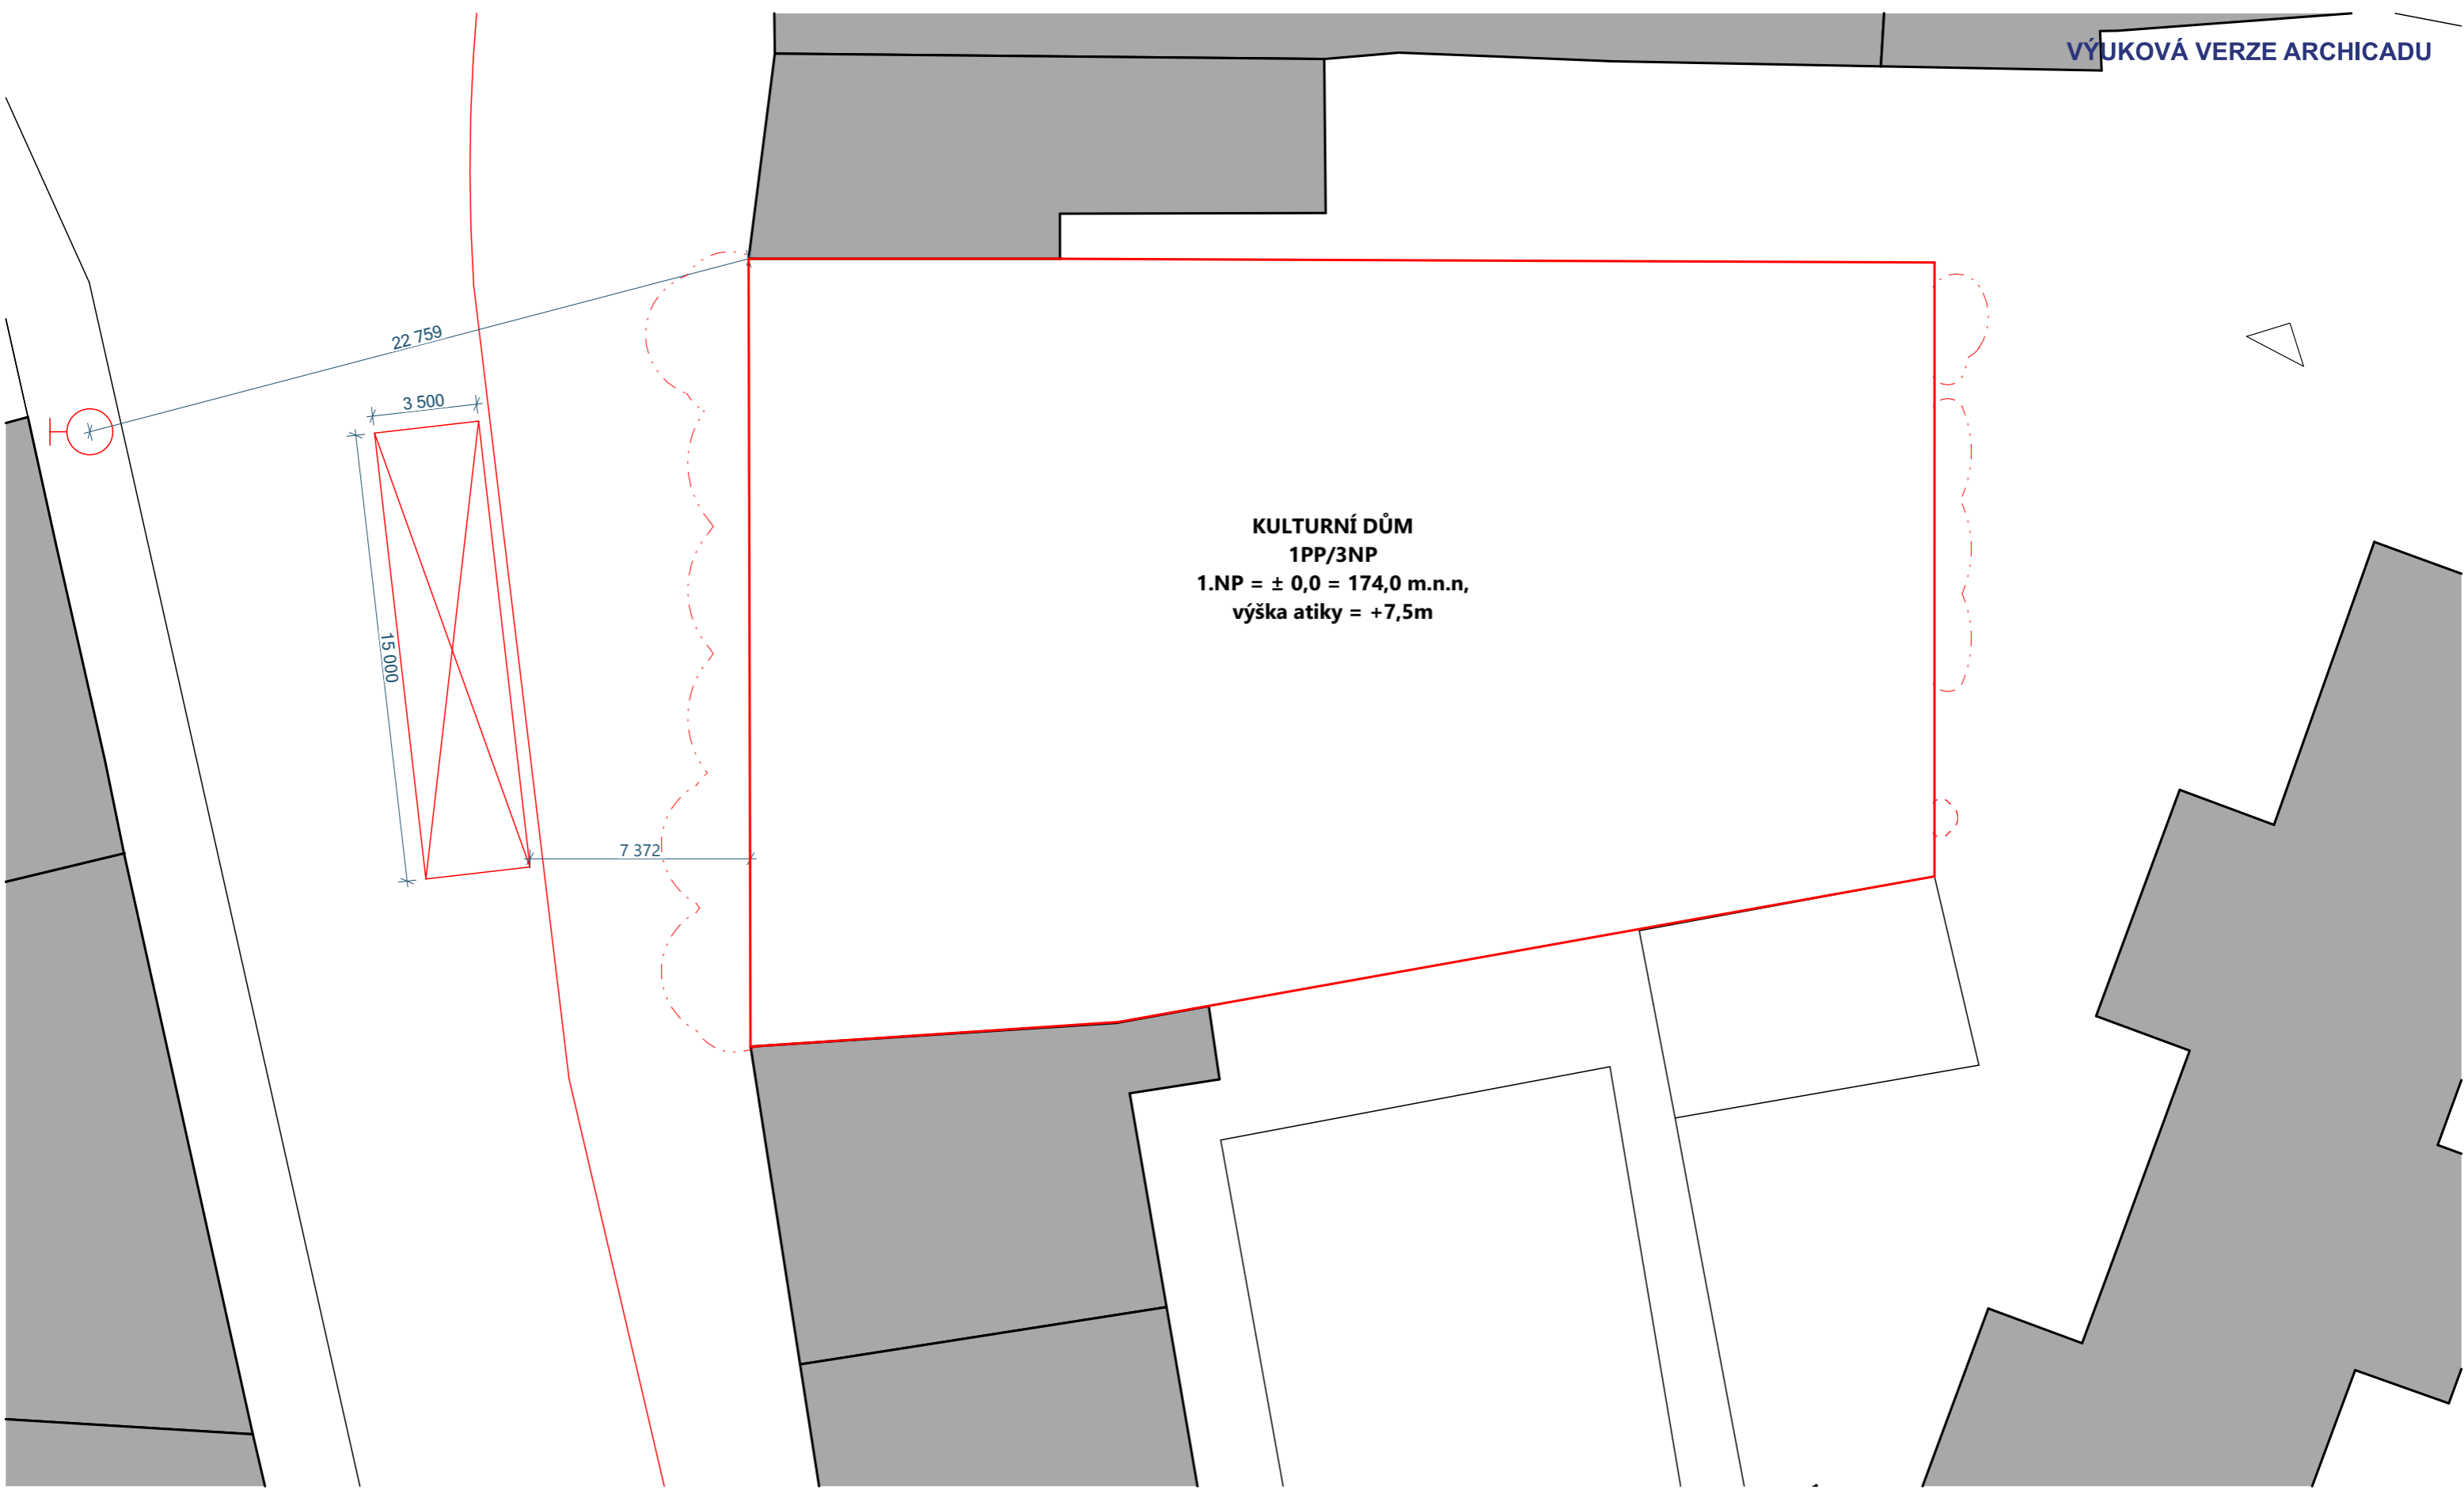 VÝUKOVÁ VERZE ARCHICADU
22 759
3 500
15 000
7 372
KULTURNÍ DŮM
1PP/3NP
1.NP = ± 0,0 = 174,0 m.n.n,
výška atiky = +7,5m